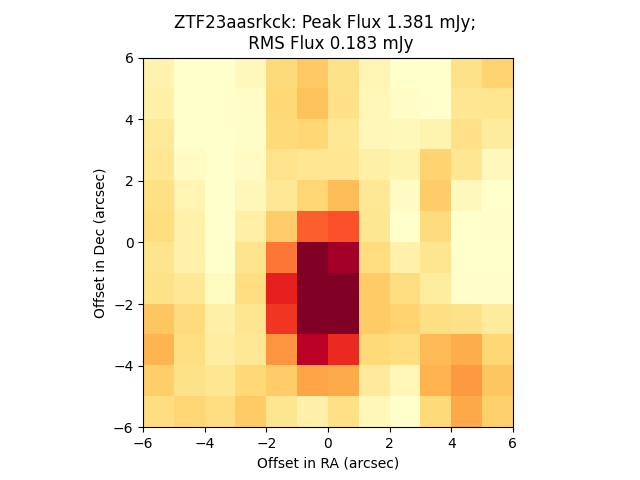 ZTF23aasrkck: Peak Flux 1.381 mJy;
RMS Flux 0.183 mJy
6
4
2
0
−2
−4
−6
Offset in Dec (arcsec)
−6 −4 −2 0 2 4 6
Offset in RA (arcsec)